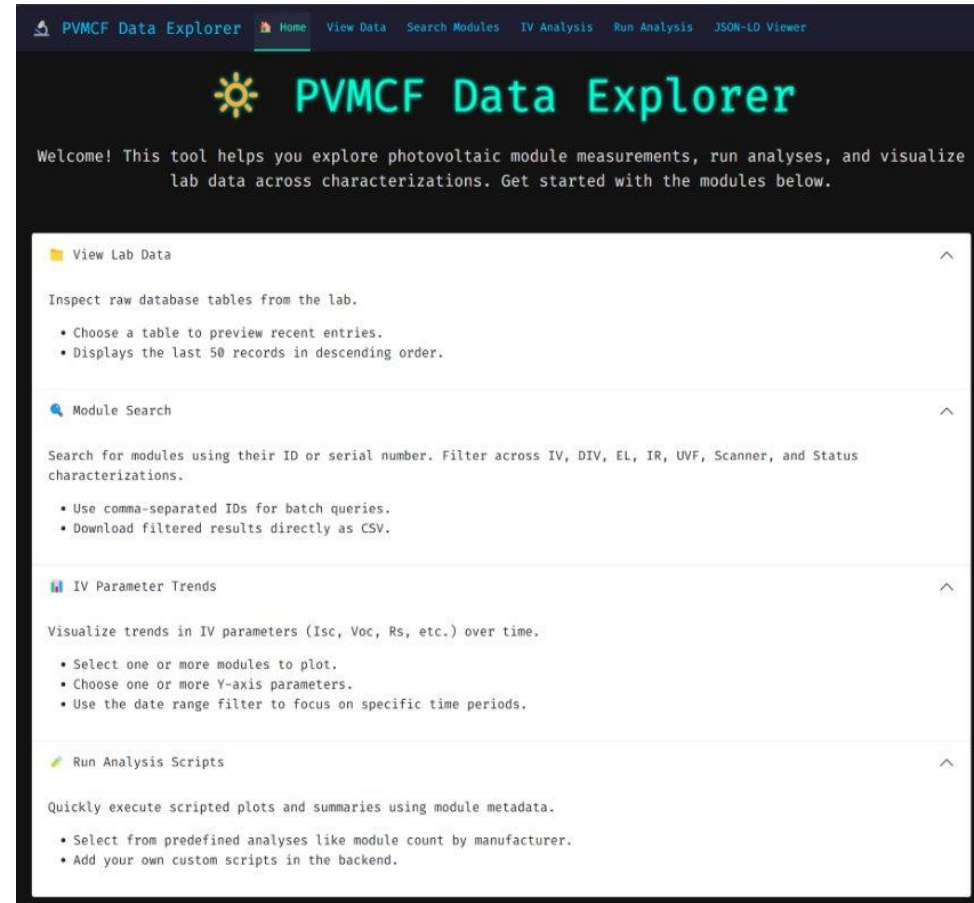 PVMCF Data Explorer Home View Data Search Modules IV Analysis Run Analysis JSON-LD Viewer
PVMCF Data Explorer
Welcome! This tool helps you explore photovoltaic module measurements, run analyses, and visualize
lab data across characterizations. Get started with the modules below.
View Lab Data
Inspect raw database tables from the lab.
• Choose a table to preview recent entries.
• Displays the last 50 records in descending order.
Module Search
Search for modules using their ID or serial number. Filter across IV, DIV, EL, IR, UVF, Scanner, and Status
characterizations.
• Use comma-separated IDs for batch queries.
• Download filtered results directly as CSV.
IV Parameter Trends
Visualize trends in IV parameters (Isc, Voc, Rs, etc.) over time.
• Select one or more modules to plot.
• Choose one or more Y-axis parameters.
• Use the date range filter to focus on specific time periods.
Run Analysis Scripts
Quickly execute scripted plots and summaries using module metadata.
• Select from predefined analyses like module count by manufacturer.
• Add your own custom scripts in the backend.